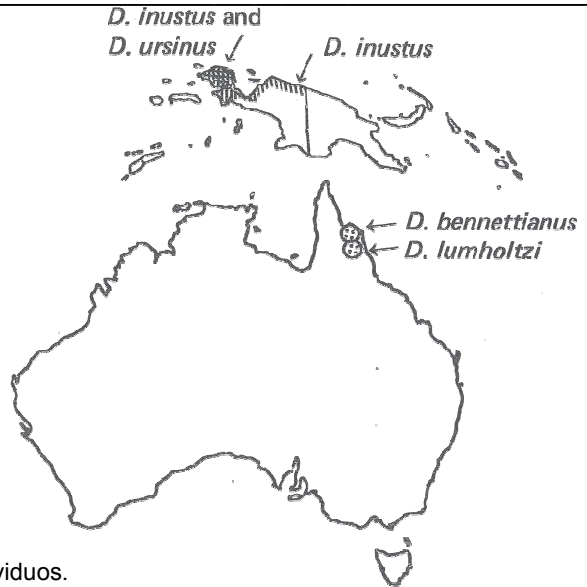 D. inustus and
D. ursinus
D. inustus
D. bennettianus
D. lumholtzi
viduos.